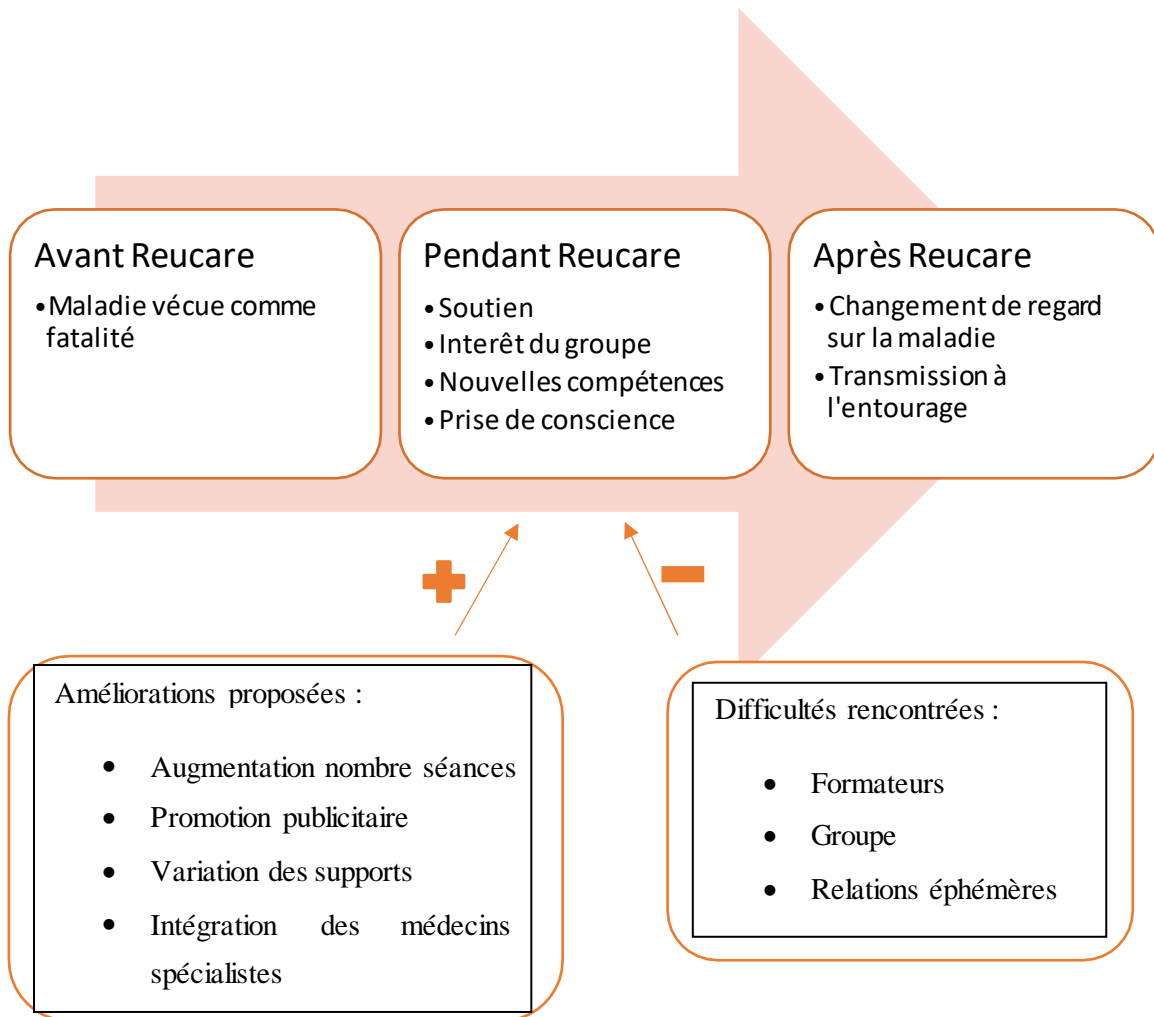 Avant Reucare
•Maladie vécue comme
fatalité
Pendant Reucare
•Soutien
•Interêt du groupe
•Nouvelles compétences
•Prise de conscience
Après Reucare
•Changement de regard
sur la maladie
•Transmission à
l'entourage
Améliorations proposées :
• Augmentation nombre séances
• Promotion publicitaire
• Variation des supports
• Intégration des médecins
spécialistes
Difficultés rencontrées :
• Formateurs
• Groupe
• Relations éphémères